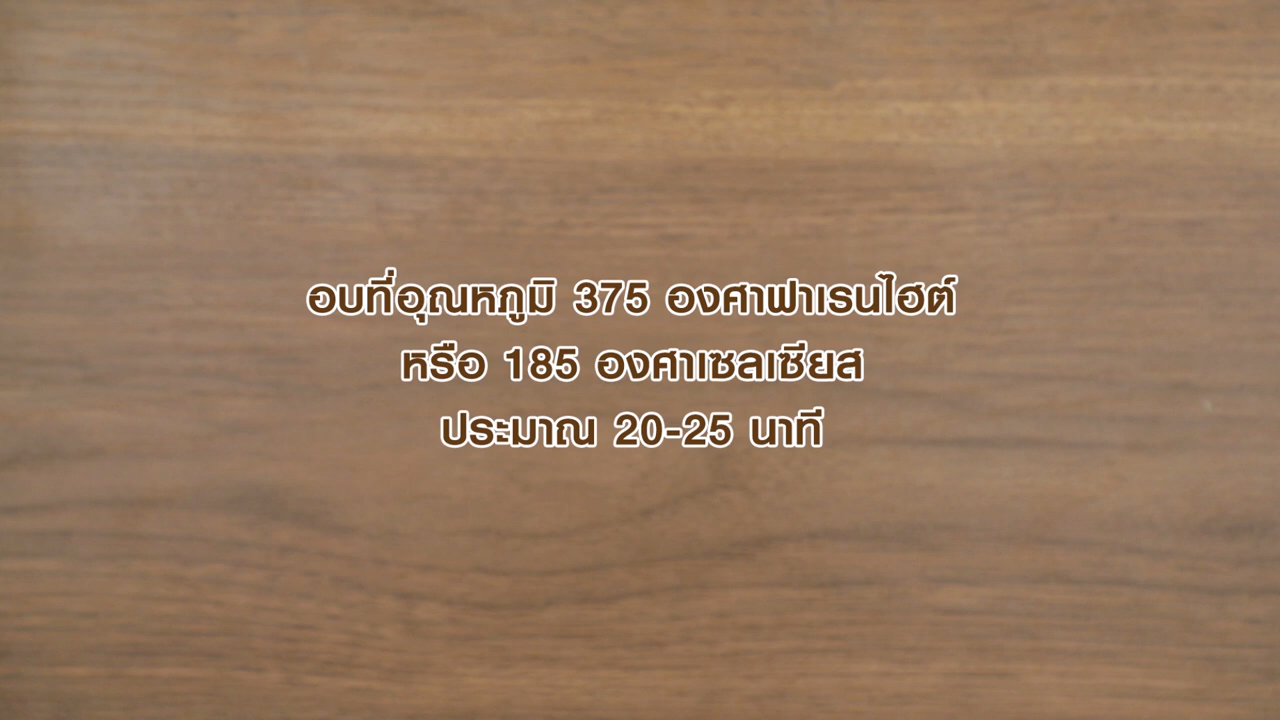 อบที่อุณหภูมิ 375 องศาฟาเรนไฮต์
หรือ 185 องศาเซลเซียส
ประมาณ 20-25 นาที